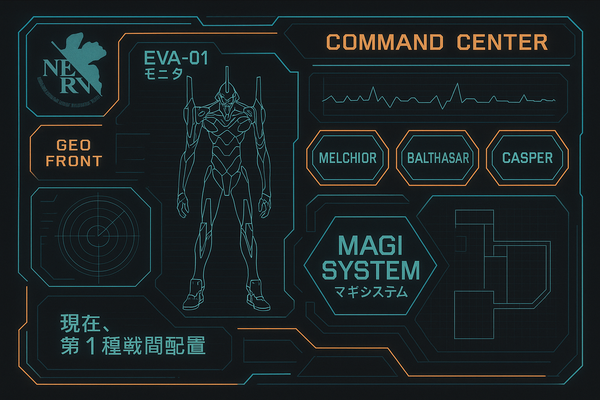 NERV
EVA-01
モニタ
COMMAND CENTER
GEO
FRONT
MELCHIOR
BALTHASAR
CASPER
MAGI
SYSTEM
マギシステム
現在、
第1種戦間配置